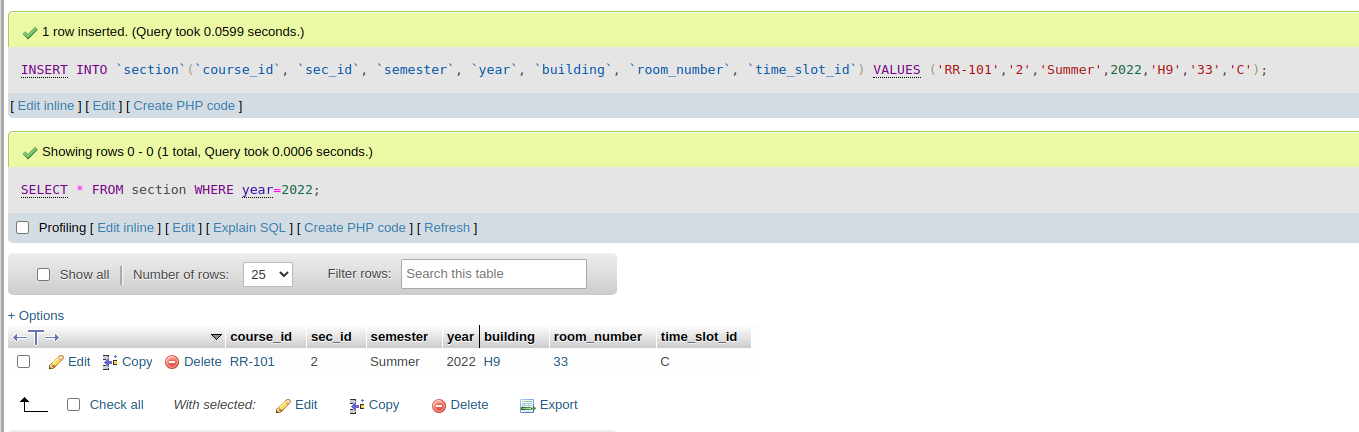 1 row inserted. (Query took 0.0599 seconds.)
INSERT INTO `section`(`course_id`, `sec_id`, `semester`, `year`, `building`, `room_number`, `time_slot_id`) VALUES ('RR-101','2','Summer',2022,'H9','33','C');
[ Edit inline ] [ Edit ] [ Create PHP code ]
Showing rows 0 - 0 (1 total, Query took 0.0006 seconds.)
SELECT * FROM section WHERE year=2022;
Profiling [ Edit inline ] [ Edit ] [ Explain SQL ] [ Create PHP code ] [ Refresh ]
Show all | Number of rows: 25 Filter rows: Search this table
+ Options
course_id sec_id semester year building room_number time_slot_id
Edit Copy Delete RR-101 2 Summer 2022 H9 33 C
Check all With selected: Edit Copy Delete Export